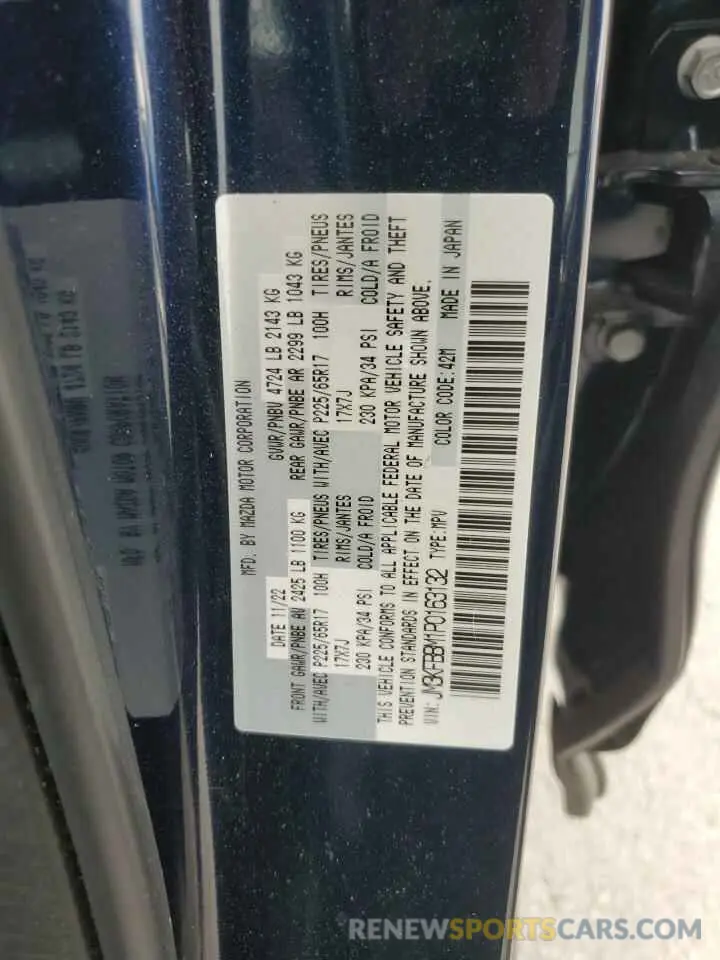 MFD. BY MAZDA MOTOR CORPORATION
DATE 11/22 GVWR/PNBV 4724 LB 2143 KG
FRONT GAWR/PNBE AV 2425 LB 1100 KG REAR GAWR/PNBE AR 2299 LB 1043 KG
WITH/AVEC P225/65R17 100H TIRES/PNEUS WITH/AVEC P225/65R17 100H TIRES/PNEUS
17X7J RIMS/JANTES 17X7J RIMS/JANTES
230 KPA/34 PSI COLD/A FROID 230 KPA/34 PSI COLD/A FROID
THIS VEHICLE CONFORMS TO ALL APPLICABLE FEDERAL MOTOR VEHICLE SAFETY AND THEFT
PREVENTION STANDARDS IN EFFECT ON THE DATE OF MANUFACTURE SHOWN ABOVE.
VIN: JM3KFBBM1P0163132 TYPE:MPV COLOR CODE:42M MADE IN JAPAN
RENEWSPORTSCARS.COM